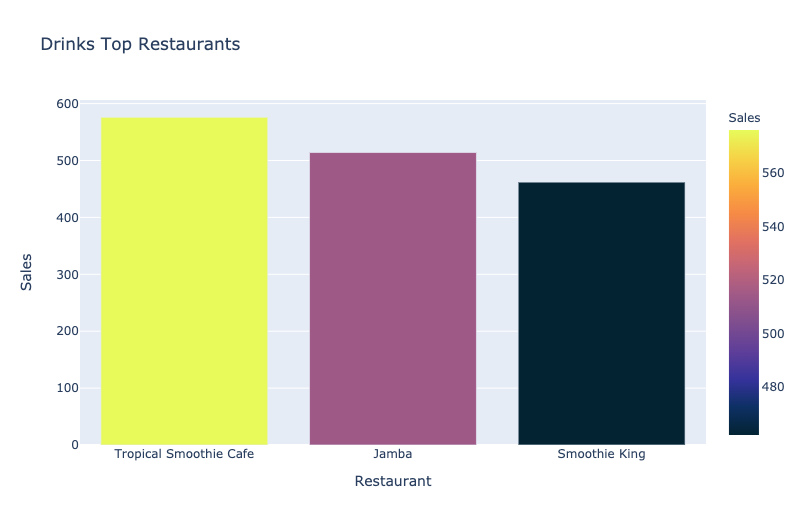 Drinks Top Restaurants
Sales
600
500
400
300
200
100
0
Sales
560
540
520
500
480
Tropical Smoothie Cafe
Jamba
Smoothie King
Restaurant